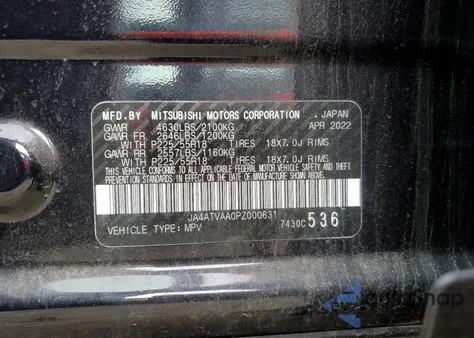 MFD.BY MITSUBISHI MOTORS CORPORATION . JAPAN
GVWR 4630LBS/2100KG APR 2022
GAWR FR 2646LBS/1200KG
WITH P225/55R18 TIRES 18X7.0J RIMS
GAWR RR 2557LBS/1160KG
WITH P225/55R18 TIRES 18X7.0J RIMS
THIS VEHICLE CONFORMS TO ALL APPLICABLE
FEDERAL MOTOR VEHICLE SAFETY AND THEFT
PREVENTION STANDARDS IN EFFECT ON THE DATE
OF MANUFACTURE SHOWN ABOVE.
JA4ATVAA0PZ000631
VEHICLE TYPE: MPV 7430C 536